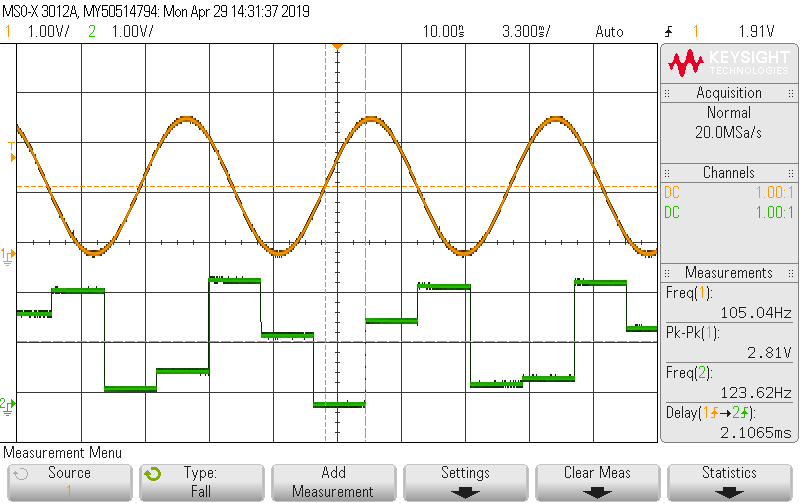 MSO-X 3012A, MY50514794: Mon Apr 29 14:31:37 2019
1 1.00V/ 2 1.00V/ 10.00s 3.300s/ Auto 1 1.91V
KEYSIGHT
TECHNOLOGIES
Acquisition
Normal
20.0MSa/s
Channels
DC 1.00:1
DC 1.00:1
Measurements
Freq(1):
105.04Hz
Pk-Pk(1):
2.81V
Freq(2):
123.62Hz
Delay(1→2):
2.1065ms
T
1
2
Measurement Menu
Source
1
Type:
Fall
Add
Measurement
Settings
Clear Meas
Statistics